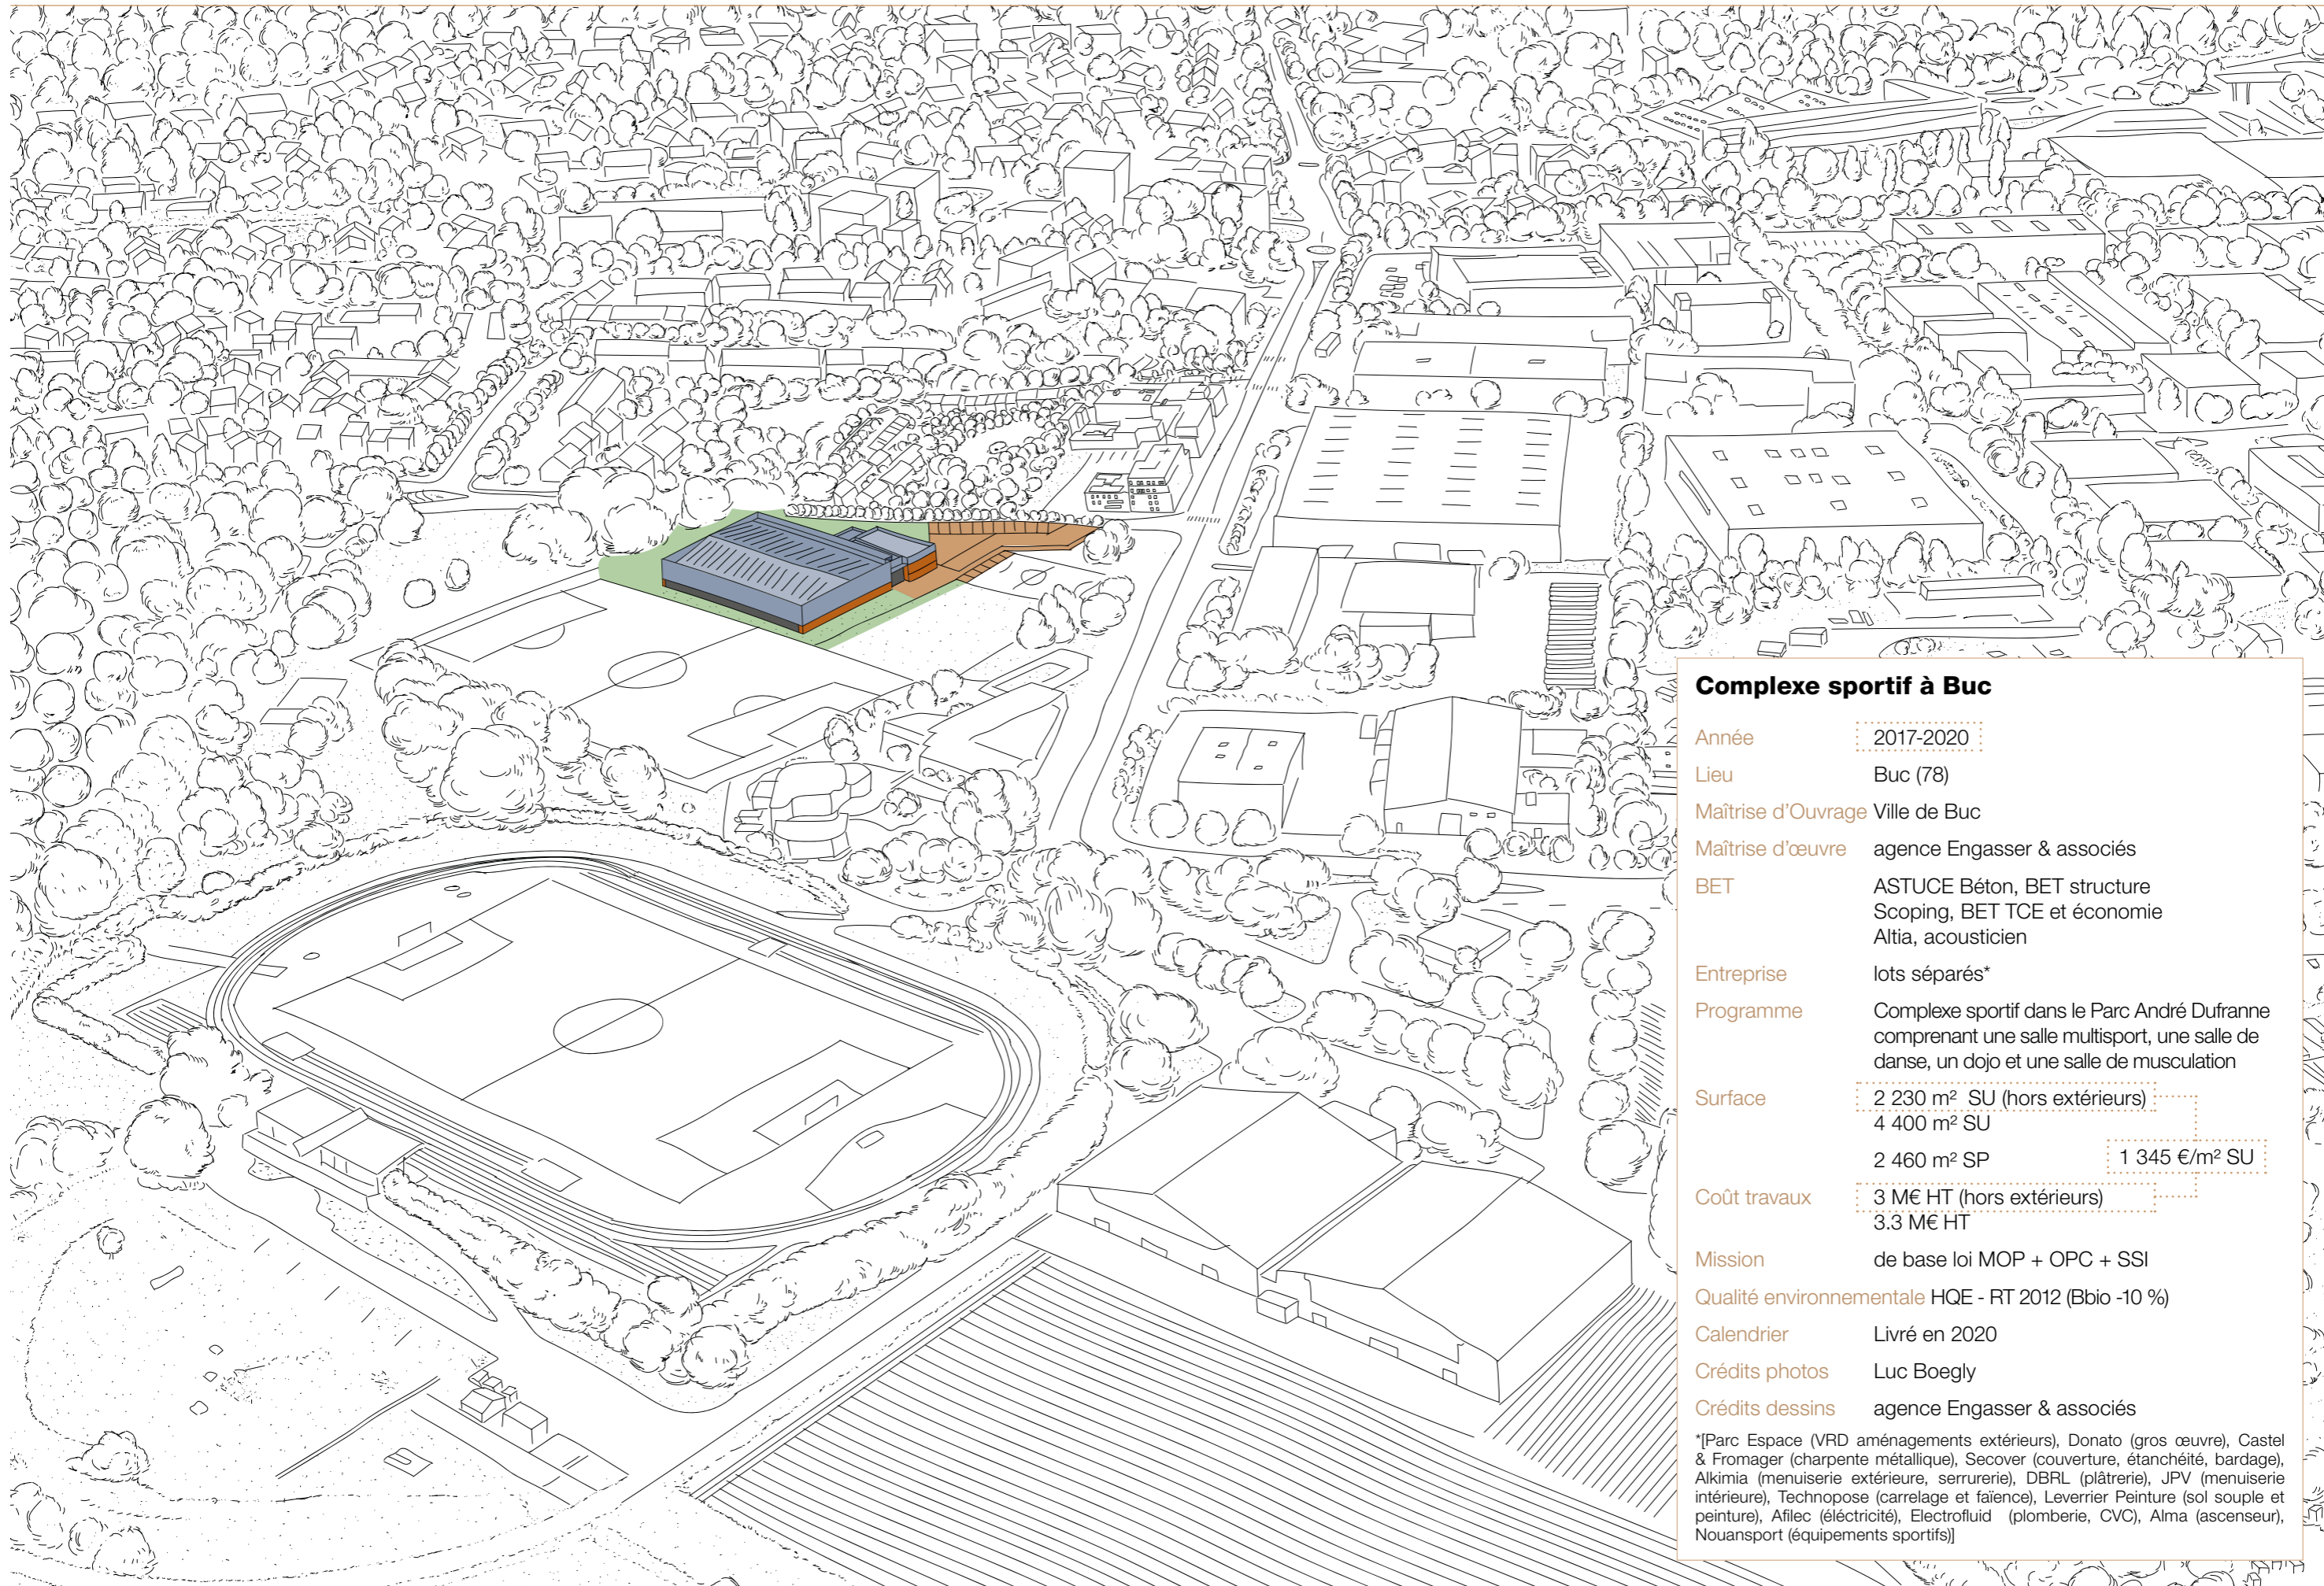 Complexe sportif à Buc
Année 2017-2020
Lieu Buc (78)
Maîtrise d'Ouvrage Ville de Buc
Maîtrise d'œuvre agence Engasser & associés
BET ASTUCE Béton, BET structure
Scoping, BET TCE et économie
Altia, acousticien
Entreprise lots séparés*
Programme Complexe sportif dans le Parc André Dufranne
comprenant une salle multisport, une salle de
danse, un dojo et une salle de musculation
Surface 2 230 m² SU (hors extérieurs)
4 400 m² SU
2 460 m² SP 1 345 €/m² SU
Coût travaux 3 M€ HT (hors extérieurs)
3.3 M€ HT
Mission de base loi MOP + OPC + SSI
Qualité environnementale HQE - RT 2012 (Bbio -10 %)
Calendrier Livré en 2020
Crédits photos Luc Boegly
Crédits dessins agence Engasser & associés
*[Parc Espace (VRD aménagements extérieurs), Donato (gros œuvre), Castel
& Fromager (charpente métallique), Secover (couverture, étanchéité, bardage),
Alkimia (menuiserie extérieure, serrurerie), DBRL (plâtrerie), JPV (menuiserie
intérieure), Technopose (carrelage et faïence), Leverrier Peinture (sol souple et
peinture), Afilec (éléctricité), Electrofluid (plomberie, CVC), Alma (ascenseur),
Nouansport (équipements sportifs)]